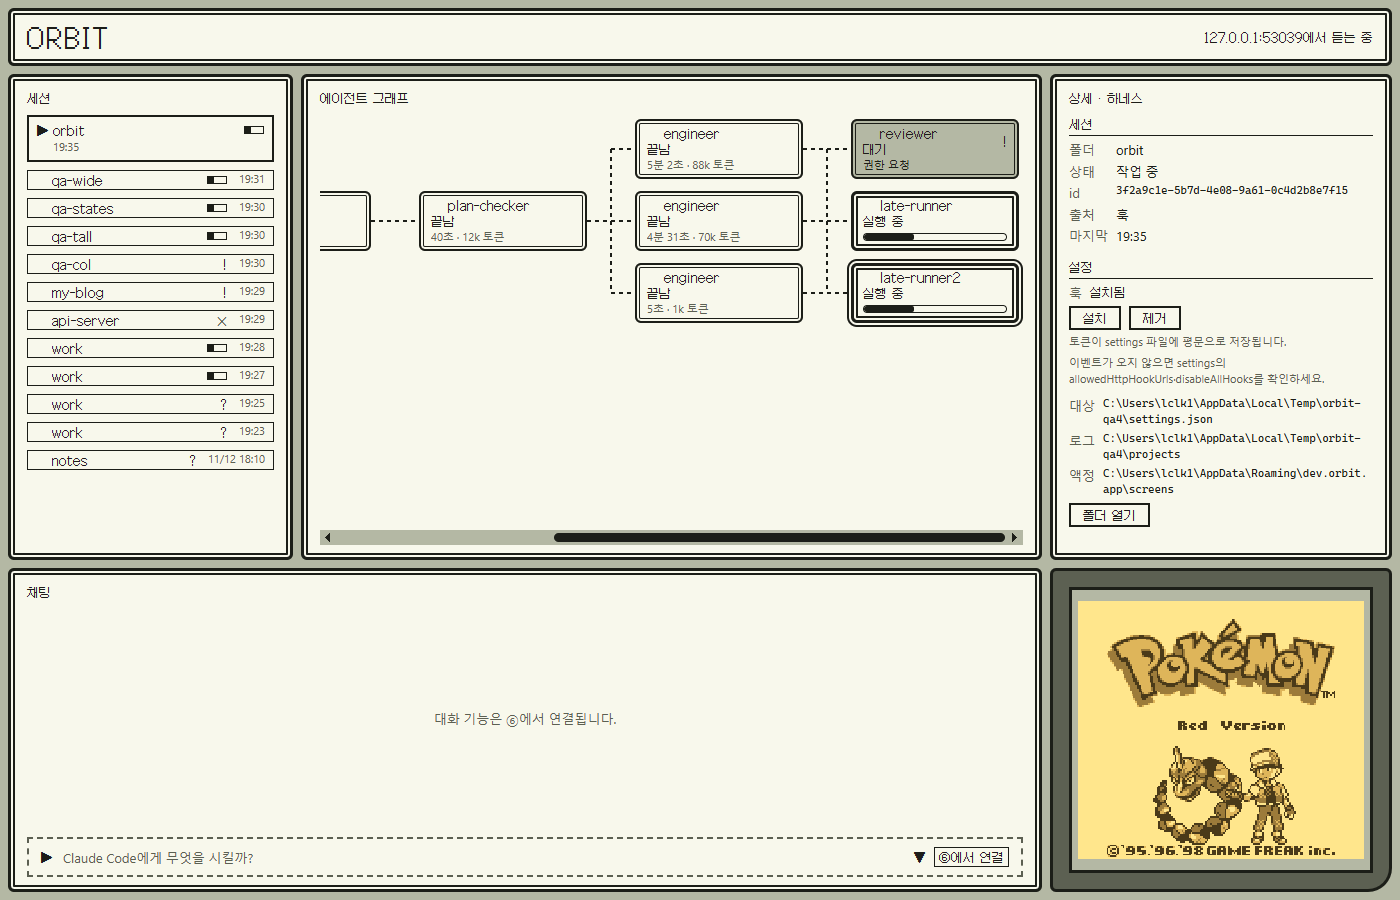 ORBIT
127.0.0.1:53039에서 듣는 중
세션
▶ orbit
19:35
qa-wide 19:31
qa-states 19:30
qa-tall 19:30
qa-col ! 19:30
my-blog ! 19:29
api-server × 19:29
work 19:28
work 19:27
work ? 19:25
work ? 19:23
notes ? 11/12 18:10
에이전트 그래프
plan-checker
끝남
40초 · 12k 토큰
engineer
끝남
5분 2초 · 88k 토큰
engineer
끝남
4분 31초 · 70k 토큰
engineer
끝남
5초 · 1k 토큰
reviewer
대기 !
권한 요청
late-runner
실행 중
late-runner2
실행 중
상세 · 하네스
세션
폴더 orbit
상태 작업 중
id 3f2a9c1e-5b7d-4e08-9a61-0c4d2b8e7f15
출처 훅
마지막 19:35
설정
훅 설치됨
설치 제거
토큰이 settings 파일에 평문으로 저장됩니다.
이벤트가 오지 않으면 settings의
allowedHttpHookUrls·disableAllHooks를 확인하세요.
대상 C:\Users\lclk1\AppData\Local\Temp\orbit-
qa4\settings.json
로그 C:\Users\lclk1\AppData\Local\Temp\orbit-
qa4\projects
액정 C:\Users\lclk1\AppData\Roaming\dev.orbit.
app\screens
폴더 열기
채팅
대화 기능은 ⑥에서 연결됩니다.
▶ Claude Code에게 무엇을 시킬까? ▼ ⑥에서 연결
POKéMON TM
Red Version
©'95.'96.'98 GAME FREAK inc.